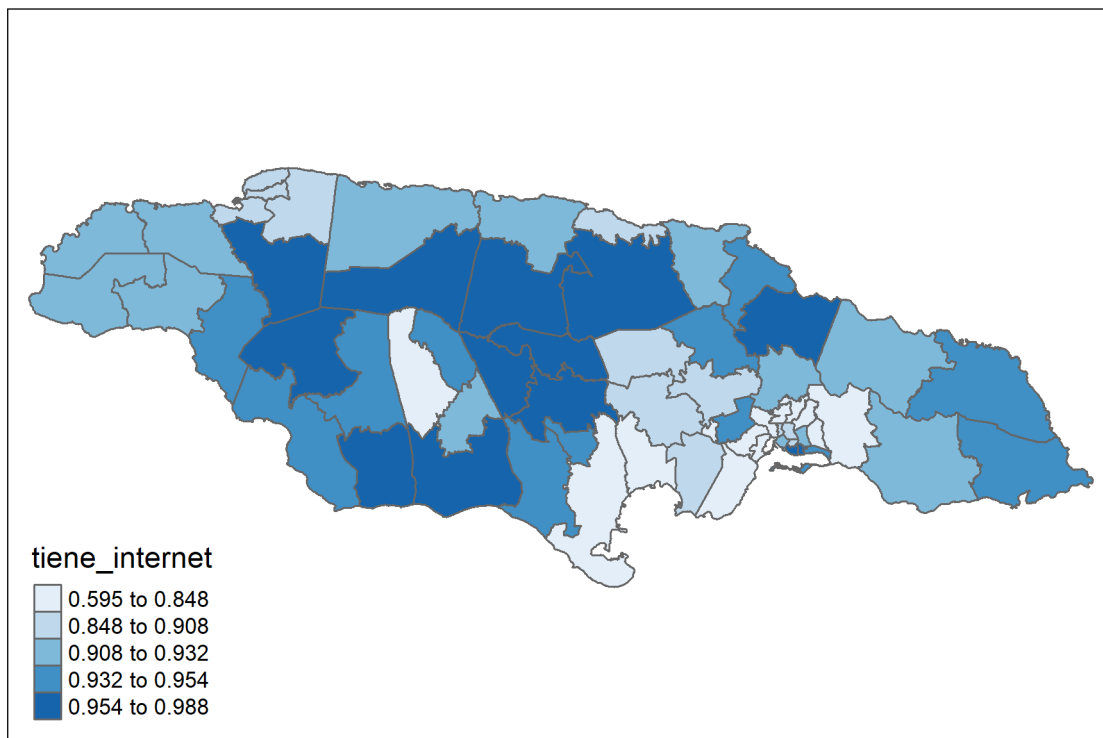 tiene_internet
0.595 to 0.848
0.848 to 0.908
0.908 to 0.932
0.932 to 0.954
0.954 to 0.988